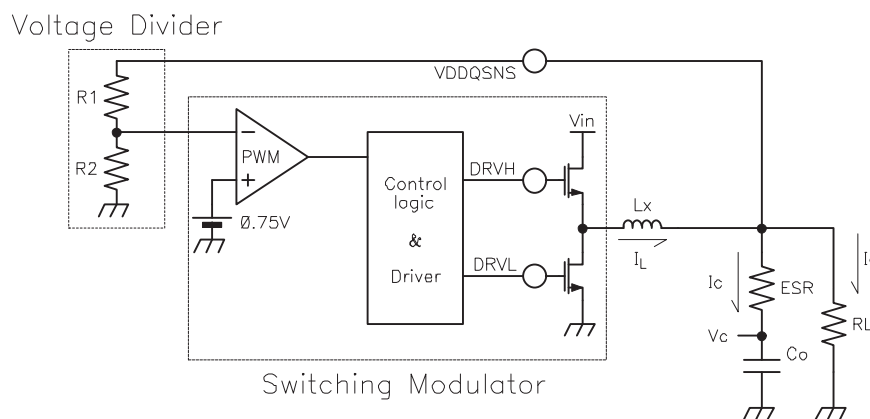 Voltage Divider
VDDQSNS
R1
R2
PWM
0.75V
Control
logic
&
Driver
DRVH
DRVL
Vin
Lx
IL
Ic
ESR
Vc
Co
RL
Switching Modulator